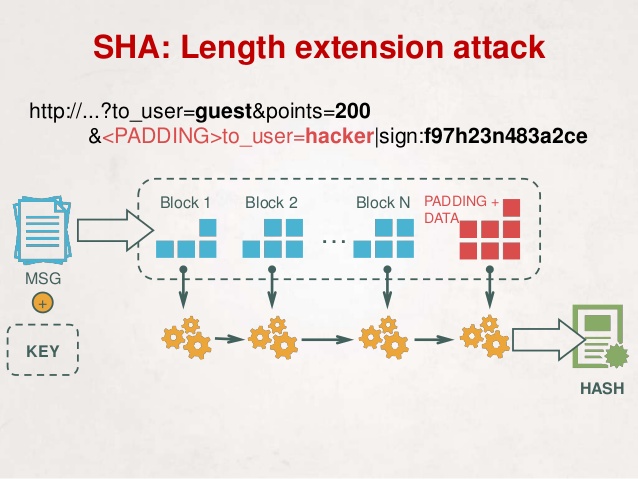 SHA: Length extension attack
http://...?to_user=guest&points=200
&<PADDING>to_user=hacker|sign:f97h23n483a2ce
Block 1 Block 2 Block N PADDING +
DATA
...
MSG
+
KEY
HASH